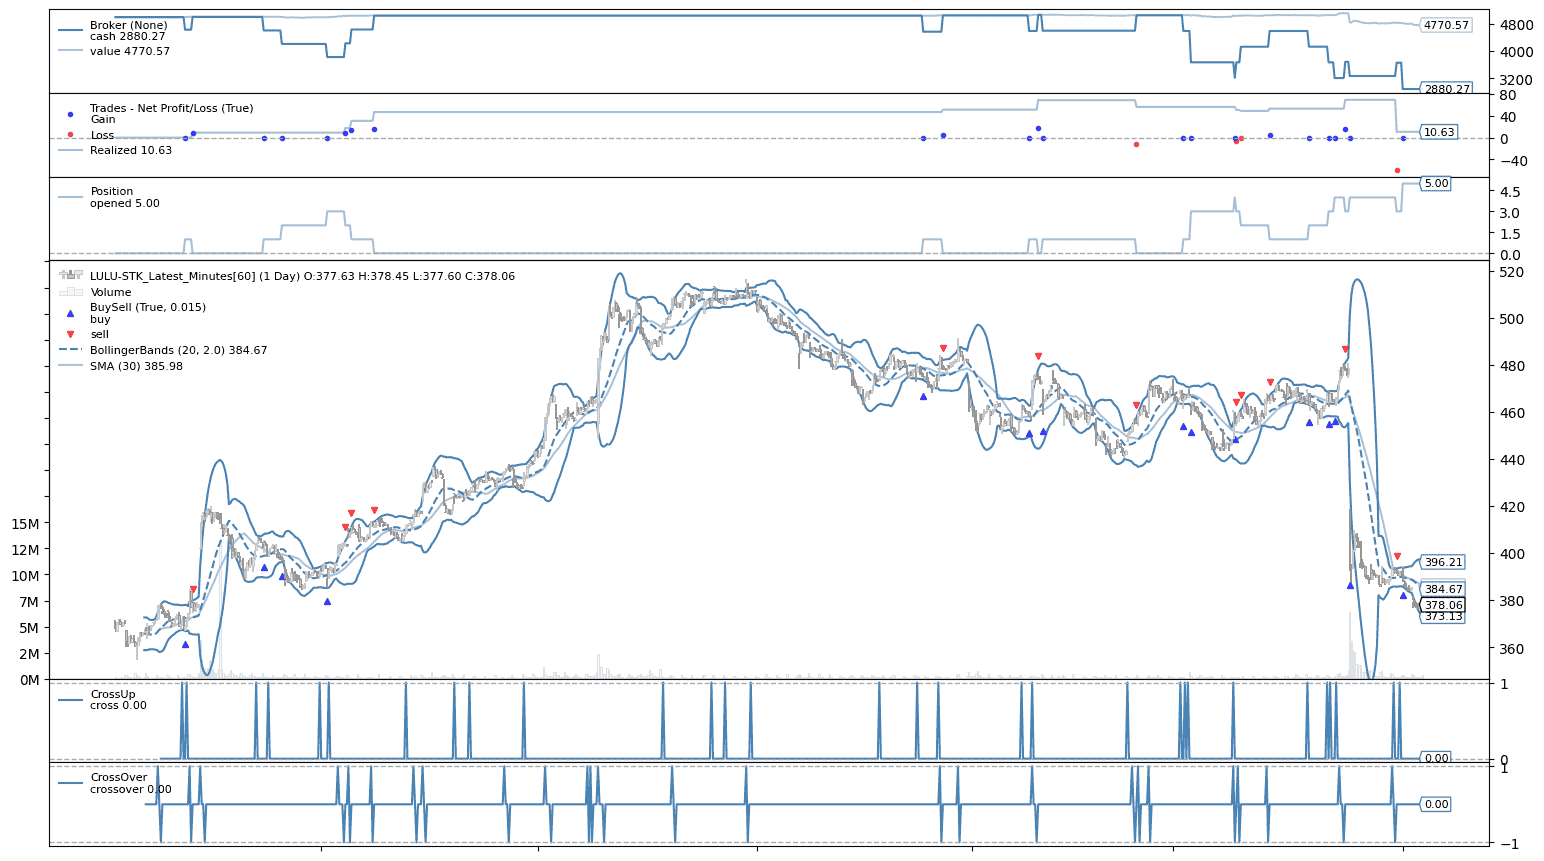 Broker (None)
cash 2880.27
value 4770.57
4770.57
2880.27
4800
4000
3200
Trades - Net Profit/Loss (True)
Gain
Loss
Realized 10.63
10.63
80
40
0
−40
Position
opened 5.00
5.00
4.5
3.0
1.5
0.0
LULU-STK_Latest_Minutes[60] (1 Day) O:377.63 H:378.45 L:377.60 C:378.06
Volume
BuySell (True, 0.015)
buy
sell
BollingerBands (20, 2.0) 384.67
SMA (30) 385.98
15M
12M
10M
7M
5M
2M
0M
520
500
480
460
440
420
400
380
360
396.21
384.67
378.06
373.13
CrossUp
cross 0.00
0.00
1
0
CrossOver
crossover 0.00
0.00
1
−1